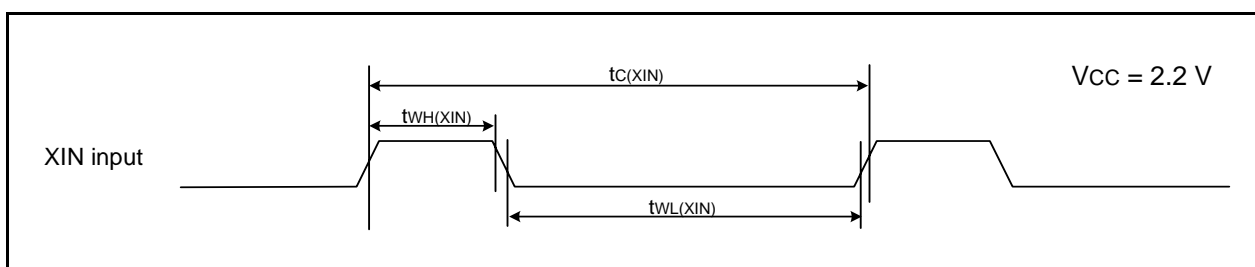 tC(XIN)
VCC = 2.2 V
tWH(XIN)
XIN input
tWL(XIN)